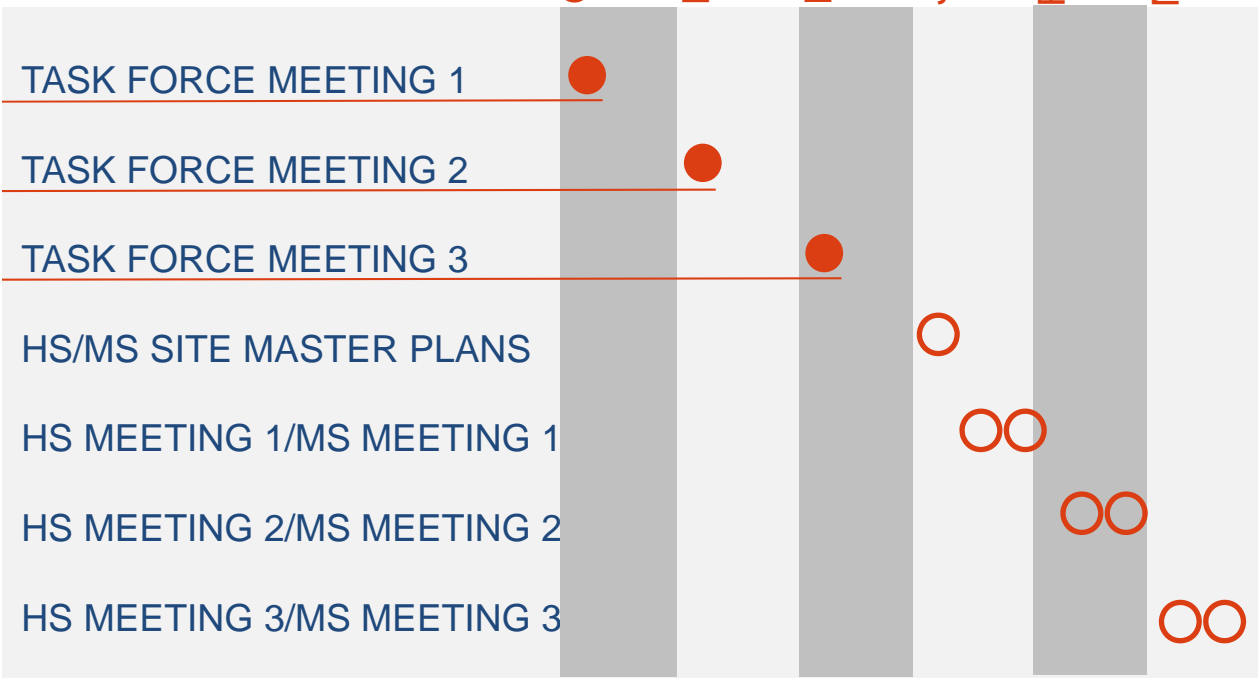 TASK FORCE MEETING 1
TASK FORCE MEETING 2
TASK FORCE MEETING 3
HS/MS SITE MASTER PLANS
HS MEETING 1/MS MEETING 1
HS MEETING 2/MS MEETING 2
HS MEETING 3/MS MEETING 3